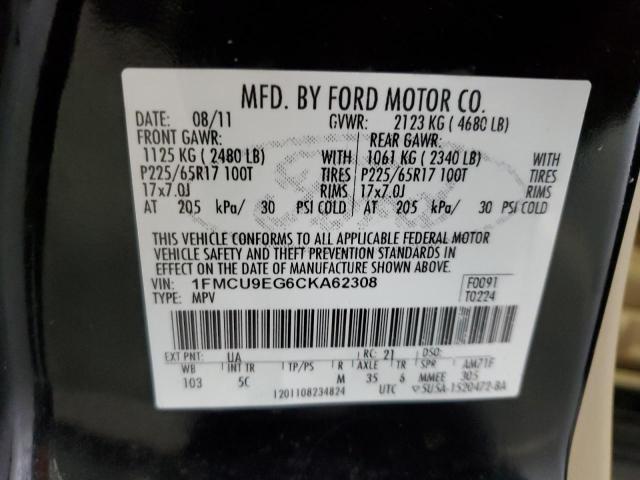 MFD. BY FORD MOTOR CO.
DATE: 08/11 GVWR: 2123 KG ( 4680 LB)
FRONT GAWR: REAR GAWR:
1125 KG ( 2480 LB) WITH 1061 KG ( 2340 LB) WITH
P225/65R17 100T TIRES P225/65R17 100T TIRES
17x7.0J RIMS 17x7.0J RIMS
AT 205 kPa/ 30 PSI COLD AT 205 kPa/ 30 PSI COLD
THIS VEHICLE CONFORMS TO ALL APPLICABLE FEDERAL MOTOR
VEHICLE SAFETY AND THEFT PREVENTION STANDARDS IN
EFFECT ON THE DATE OF MANUFACTURE SHOWN ABOVE.
VIN: 1FMCU9EG6CKA62308 F0091
TYPE: MPV T0224
EXT PNT: UA RC: 21 DSO:
WB INT TR TP/PS R AXLE TR SPR AM71F
103 5C M 35 6 MMEE 305
1201108234824 UTC 5U5A-1520472-BA